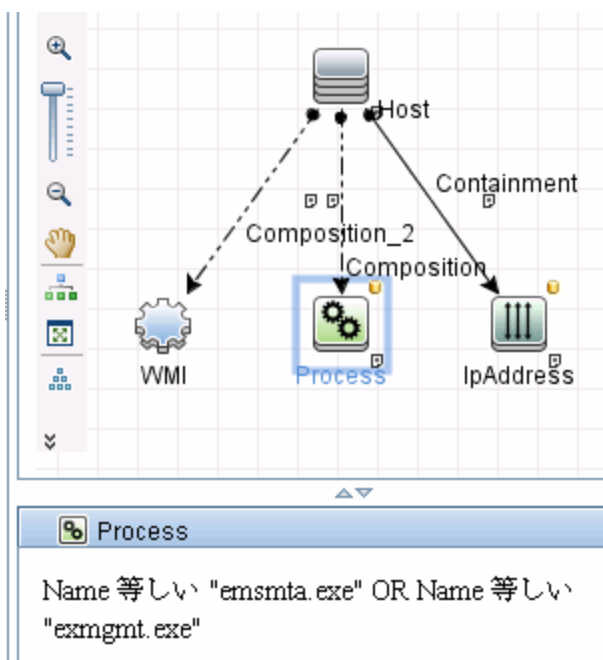 Host
Containment
Composition_2
Composition
WMI
Process
IpAddress
Process
Name 等しい "emsmta.exe" OR Name 等しい
"exmgmt.exe"